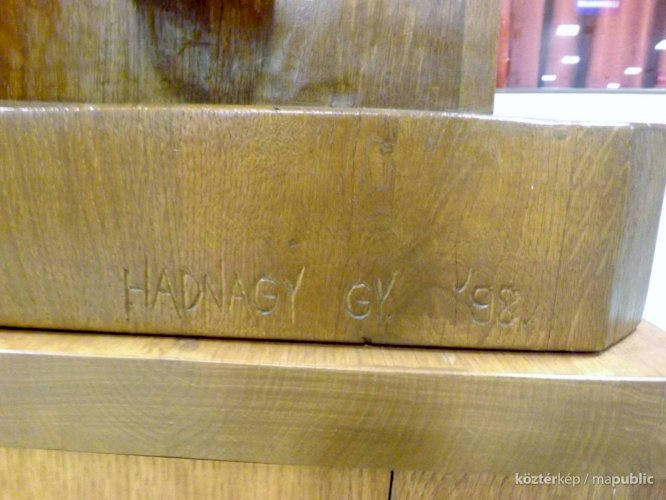 HADNAGY GY. '98.
köztérkép / mapublic